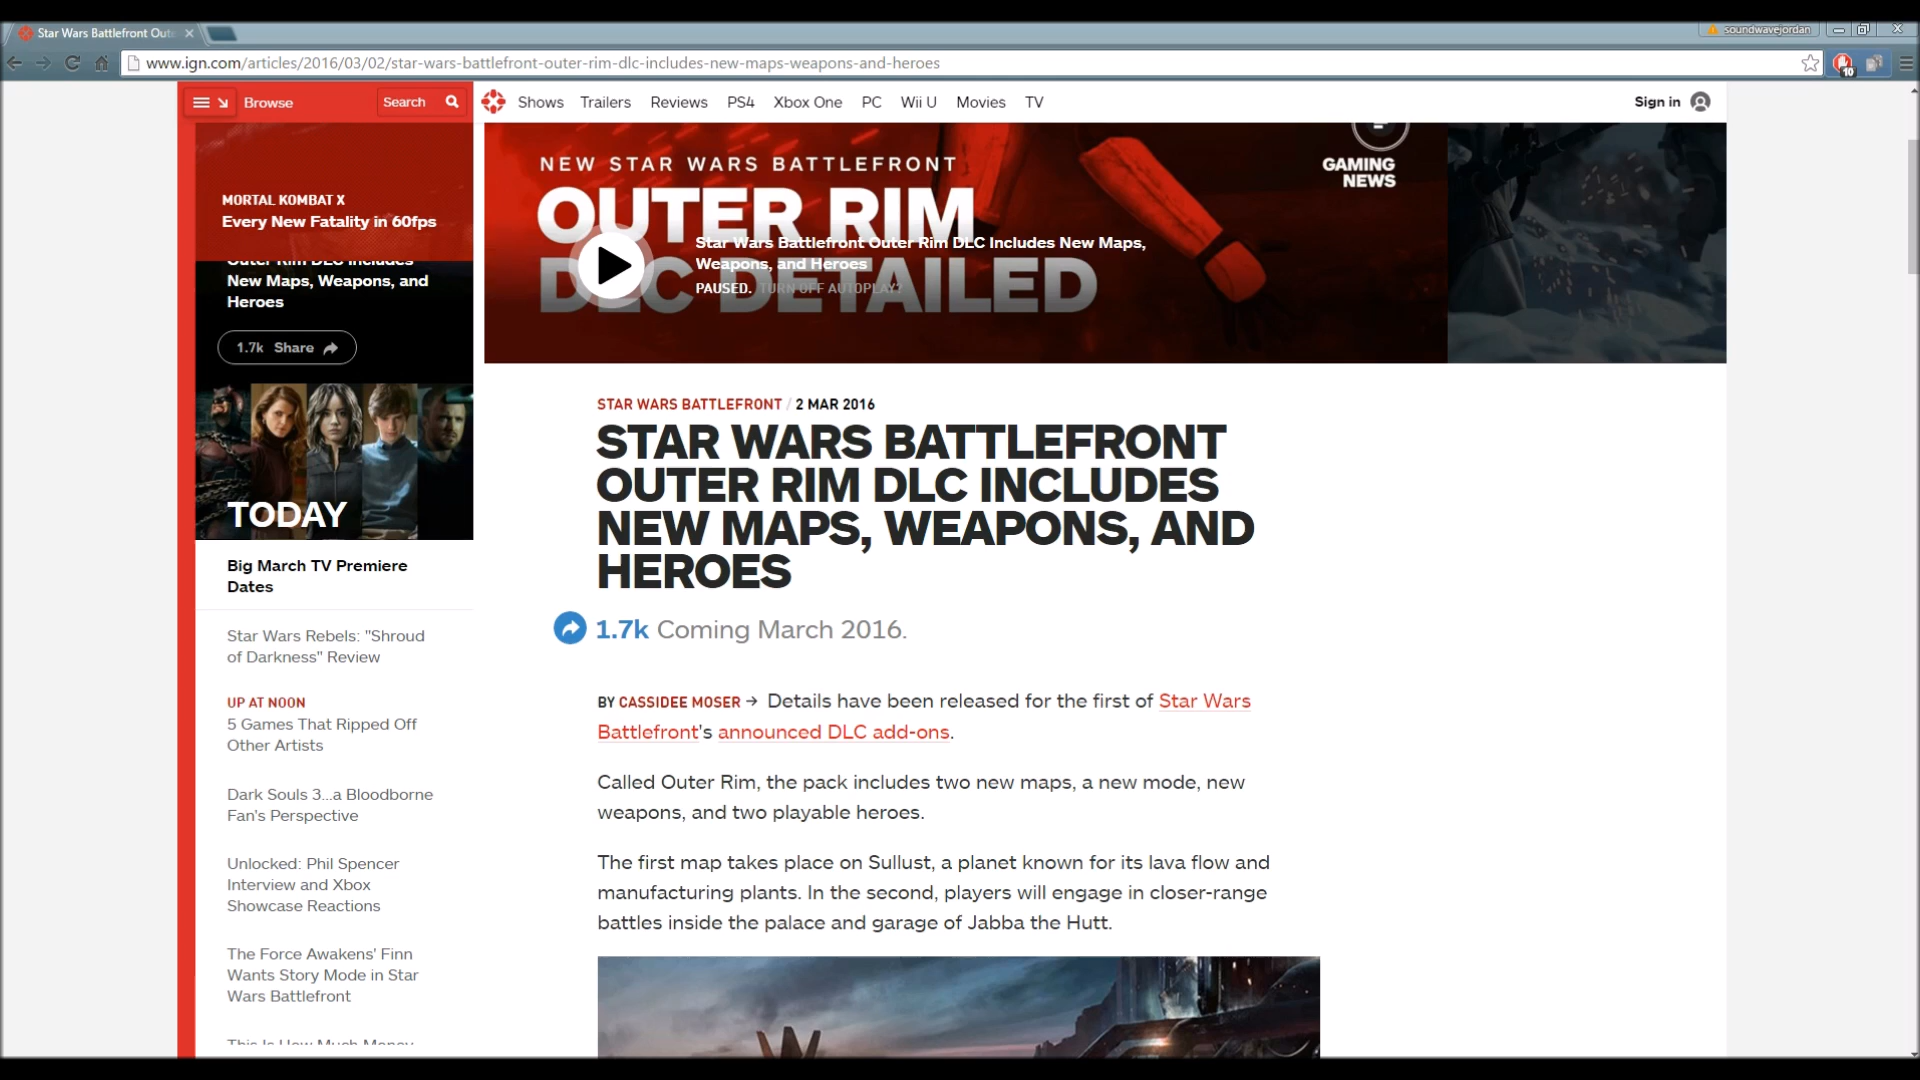 Star Wars Battlefront Oute
soundwavejordan
www.ign.com/articles/2016/03/02/star-wars-battlefront-outer-rim-dlc-includes-new-maps-weapons-and-heroes
10
Browse
Search
Shows Trailers Reviews PS4 Xbox One PC Wii U Movies TV
Sign in
MORTAL KOMBAT X
Every New Fatality in 60fps
Outer Rim DLC Includes
New Maps, Weapons, and
Heroes
1.7k Share
TODAY
Big March TV Premiere
Dates
Star Wars Rebels: "Shroud
of Darkness" Review
UP AT NOON
5 Games That Ripped Off
Other Artists
Dark Souls 3...a Bloodborne
Fan's Perspective
Unlocked: Phil Spencer
Interview and Xbox
Showcase Reactions
The Force Awakens' Finn
Wants Story Mode in Star
Wars Battlefront
This Is How Much Money
NEW STAR WARS BATTLEFRONT
OUTER RIM
DLC DETAILED
GAMING
NEWS
Star Wars Battlefront Outer Rim DLC Includes New Maps,
Weapons, and Heroes
PAUSED. TURN OFF AUTOPLAY?
STAR WARS BATTLEFRONT / 2 MAR 2016
STAR WARS BATTLEFRONT
OUTER RIM DLC INCLUDES
NEW MAPS, WEAPONS, AND
HEROES
1.7k Coming March 2016.
BY CASSIDEE MOSER → Details have been released for the first of Star Wars
Battlefront's announced DLC add-ons.
Called Outer Rim, the pack includes two new maps, a new mode, new
weapons, and two playable heroes.
The first map takes place on Sullust, a planet known for its lava flow and
manufacturing plants. In the second, players will engage in closer-range
battles inside the palace and garage of Jabba the Hutt.